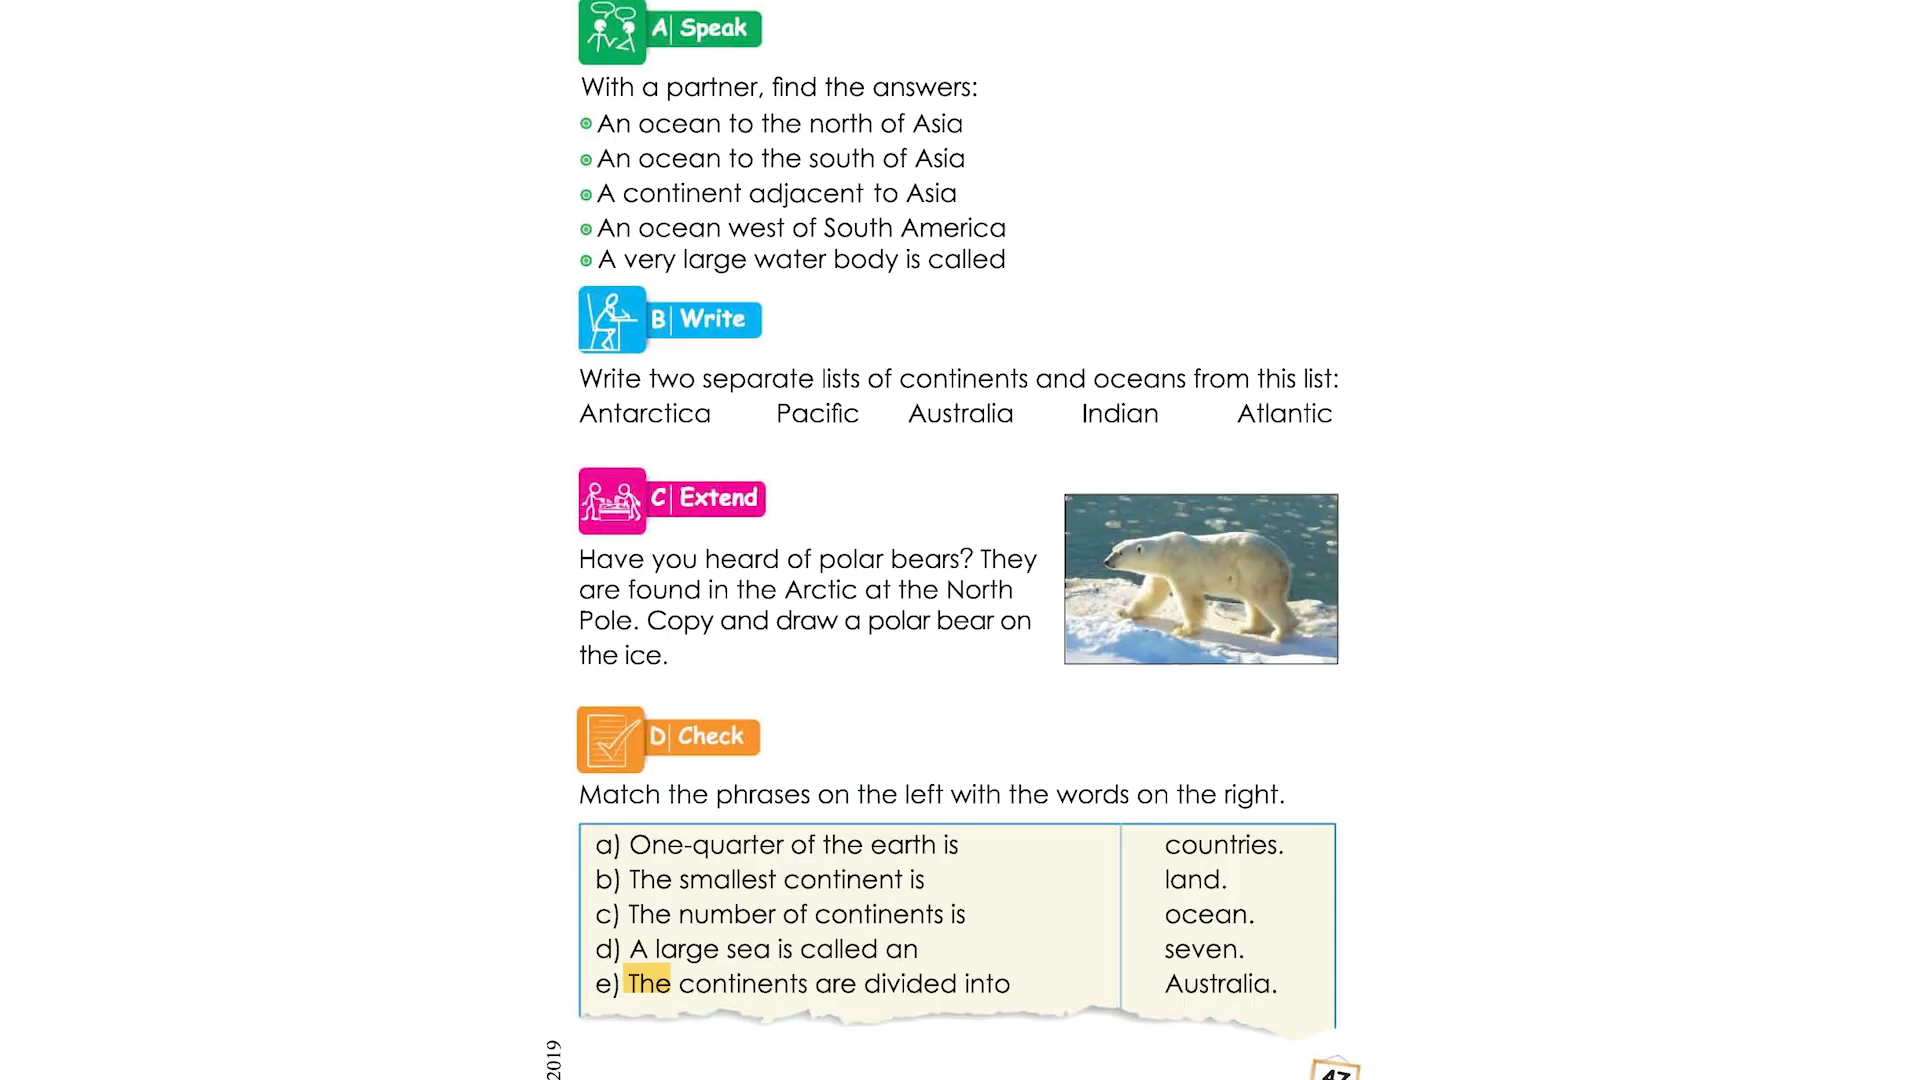 A| Speak
With a partner, find the answers:
An ocean to the north of Asia
An ocean to the south of Asia
A continent adjacent to Asia
An ocean west of South America
A very large water body is called
B| Write
Write two separate lists of continents and oceans from this list:
Antarctica Pacific Australia Indian Atlantic
C| Extend
Have you heard of polar bears? They
are found in the Arctic at the North
Pole. Copy and draw a polar bear on
the ice.
D| Check
Match the phrases on the left with the words on the right.
a) One-quarter of the earth is countries.
b) The smallest continent is land.
c) The number of continents is ocean.
d) A large sea is called an seven.
e) The continents are divided into Australia.
2019
47